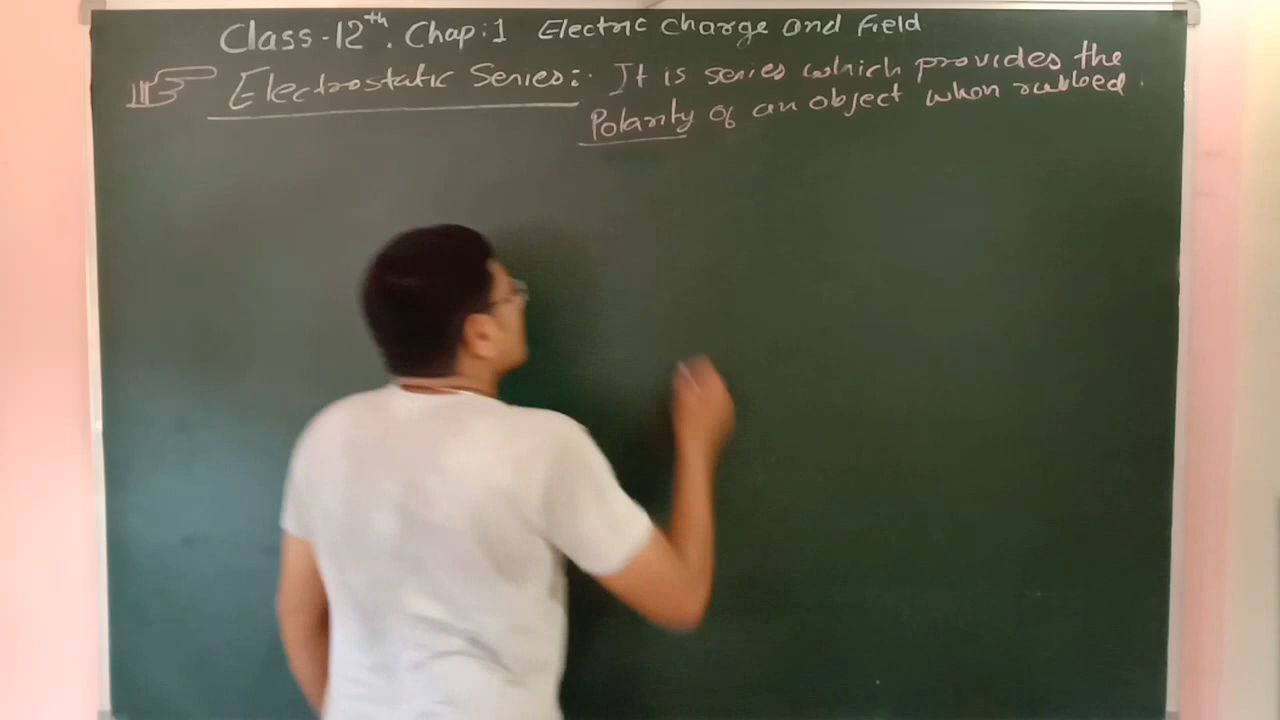 Class-12th. Chap:1 Electric Charge and Field
Electrostatic Series:- It is series which provides the
Polarity of an object when rubbed.